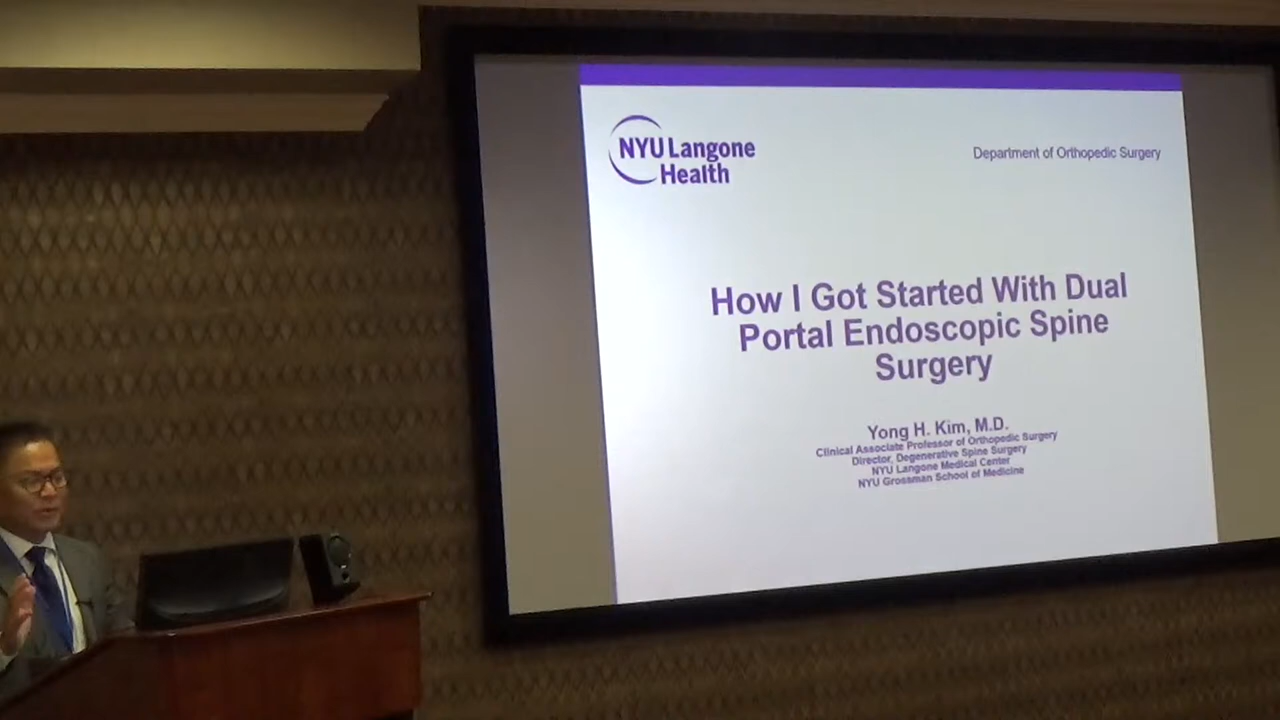 NYU Langone
Health
Department of Orthopedic Surgery
How I Got Started With Dual
Portal Endoscopic Spine
Surgery
Yong H. Kim, M.D.
Clinical Associate Professor of Orthopedic Surgery
Director, Degenerative Spine Surgery
NYU Langone Medical Center
NYU Grossman School of Medicine